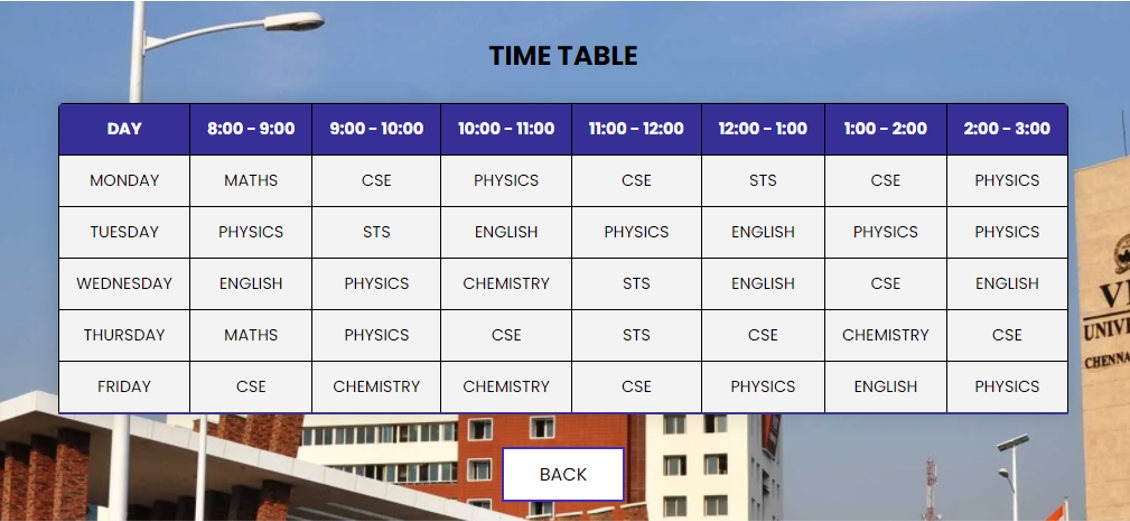 TIME TABLE
DAY 8:00 - 9:00 9:00 - 10:00 10:00 - 11:00 11:00 - 12:00 12:00 - 1:00 1:00 - 2:00 2:00 - 3:00
MONDAY MATHS CSE PHYSICS CSE STS CSE PHYSICS
TUESDAY PHYSICS STS ENGLISH PHYSICS ENGLISH PHYSICS PHYSICS
WEDNESDAY ENGLISH PHYSICS CHEMISTRY STS ENGLISH CSE ENGLISH
THURSDAY MATHS PHYSICS CSE STS CSE CHEMISTRY CSE
FRIDAY CSE CHEMISTRY CHEMISTRY CSE PHYSICS ENGLISH PHYSICS
BACK